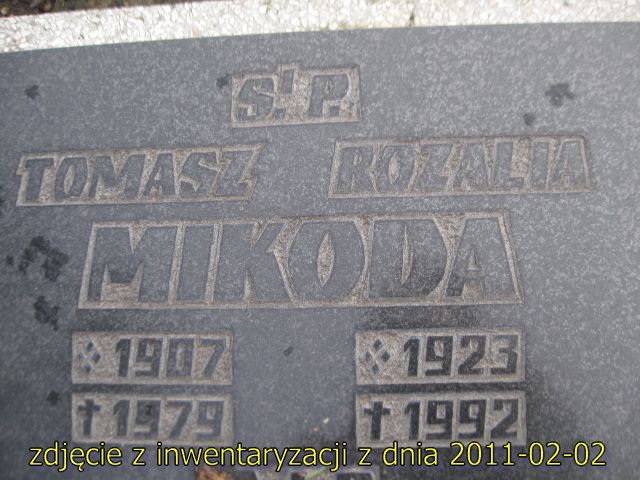 Ś.P.
TOMASZ ROZALIA
MIKODA
1907 1923
1979 1992
zdjęcie z inwentaryzacji z dnia 2011-02-02